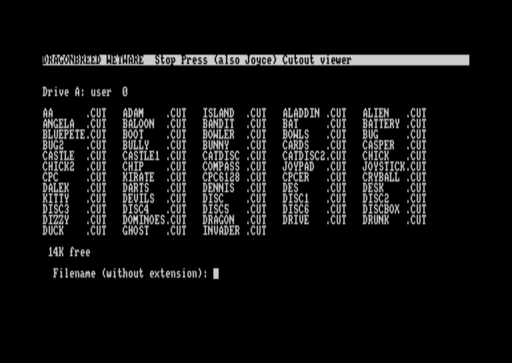 DRAGONBREED WETWARE  Stop Press (also Joyce) Cutout viewer
Drive A: user  0
AA      .CUT  ADAM    .CUT  ISLAND  .CUT  ALADDIN .CUT  ALIEN   .CUT
ANGELA  .CUT  BALOON  .CUT  BANDIT  .CUT  BAT     .CUT  BATTERY .CUT
BLUEPETE.CUT  BOOT    .CUT  BOWLER  .CUT  BOWLS   .CUT  BUG     .CUT
BUG2    .CUT  BULLY   .CUT  BUNNY   .CUT  CARDS   .CUT  CASPER  .CUT
CASTLE  .CUT  CASTLE1 .CUT  CATDISC .CUT  CATDISC2.CUT  CHICK   .CUT
CHICK2  .CUT  CHIP    .CUT  COMPASS .CUT  JOYPAD  .CUT  JOYSTICK.CUT
CPC     .CUT  KIRATE  .CUT  CPC6128 .CUT  CPCER   .CUT  CRYBALL .CUT
DALEK   .CUT  DARTS   .CUT  DENNIS  .CUT  DES     .CUT  DESK    .CUT
KITTY   .CUT  DEVILS  .CUT  DISC    .CUT  DISC1   .CUT  DISC2   .CUT
DISC3   .CUT  DISC4   .CUT  DISC5   .CUT  DISC6   .CUT  DISCBOX .CUT
DIZZY   .CUT  DOMINOES.CUT  DRAGON  .CUT  DRIVE   .CUT  DRUNK   .CUT
DUCK    .CUT  GHOST   .CUT  INVADER .CUT
14K free
Filename (without extension):